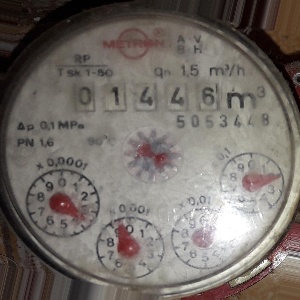 METRON
A V
B H
RP
Tsk 1-50
qn 1,5 m³/h
01446 m³
Δp 0,1 MPa
5053448
PN 1,6
90°C
x 0,0001
x 0,1
x 0,001
x 0,01